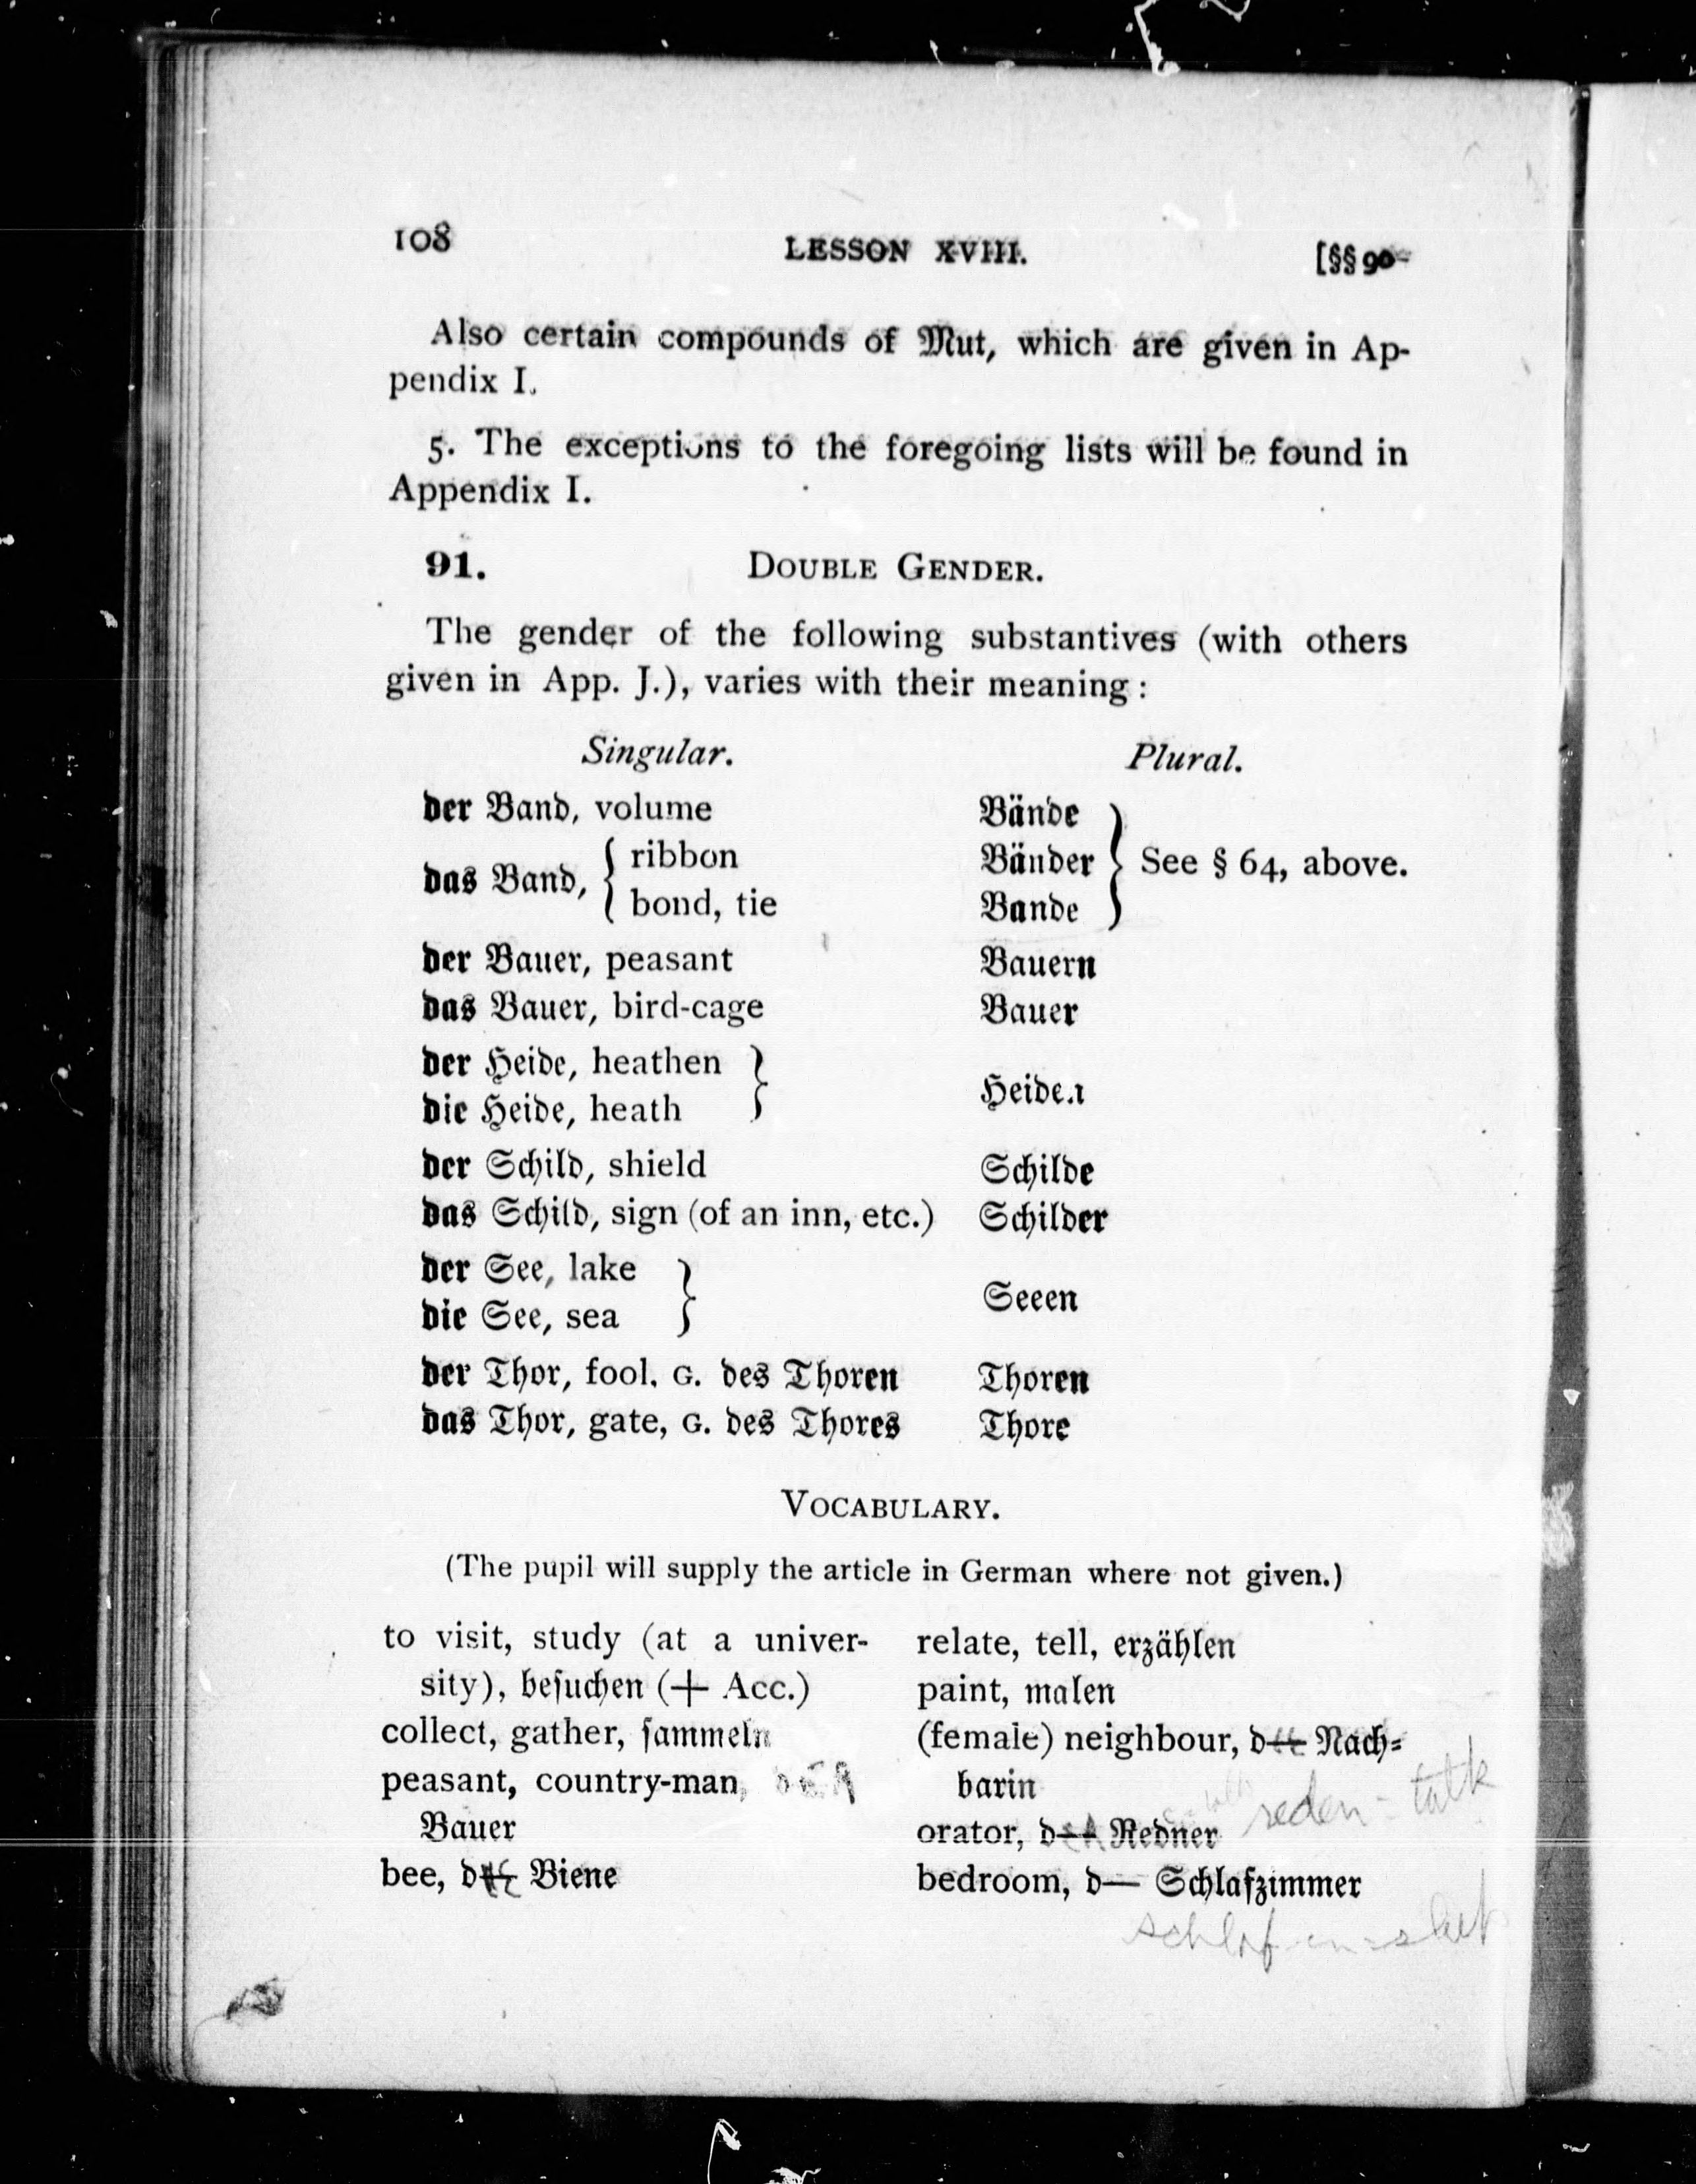 108 LESSON XVIII. [§§ 90-
Also certain compounds of Mut, which are given in Ap-
pendix I.
5. The exceptions to the foregoing lists will be found in
Appendix I.
91. DOUBLE GENDER.
The gender of the following substantives (with others
given in App. J.), varies with their meaning:
Singular. Plural.
der Band, volume Bände
das Band, { ribbon Bänder } See § 64, above.
bond, tie Bande
der Bauer, peasant Bauern
das Bauer, bird-cage Bauer
der Heide, heathen }
die Heide, heath Heiden
der Schild, shield Schilde
das Schild, sign (of an inn, etc.) Schilder
der See, lake }
die See, sea Seeen
der Thor, fool, G. des Thoren Thoren
das Thor, gate, G. des Thores Thore
VOCABULARY.
(The pupil will supply the article in German where not given.)
to visit, study (at a univer-
sity), besuchen (+ Acc.)
collect, gather, sammeln
peasant, country-man, der
Bauer
bee, die Biene
relate, tell, erzählen
paint, malen
(female) neighbour, die Nach-
barin
orator, der Redner
reden - talk
bedroom, d— Schlafzimmer